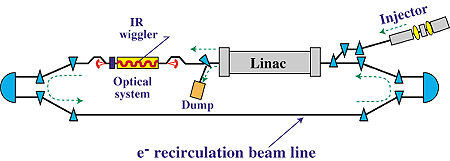 Injector
IR
wiggler
Linac
Optical
system
Dump
e- recirculation beam line